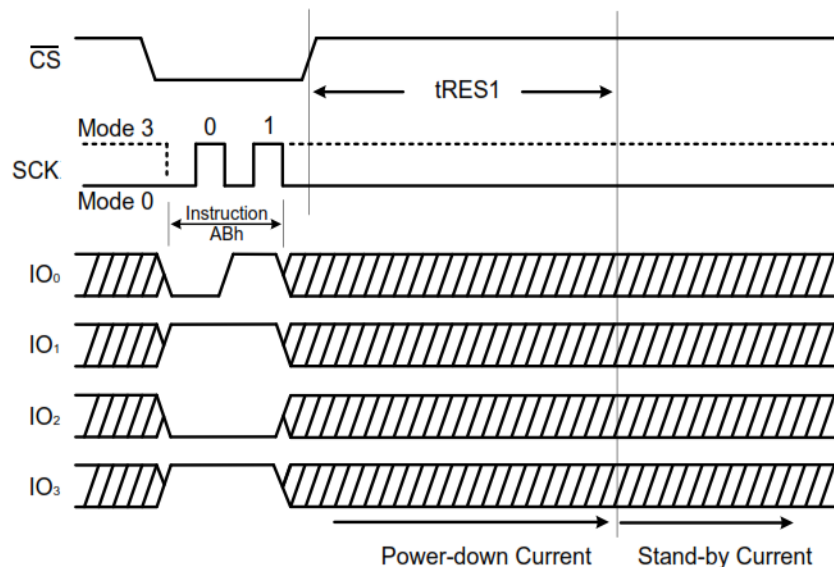 CS
tRES1
Mode 3
0 1
SCK
Mode 0
Instruction
ABh
IO₀
IO₁
IO₂
IO₃
Power-down Current
Stand-by Current